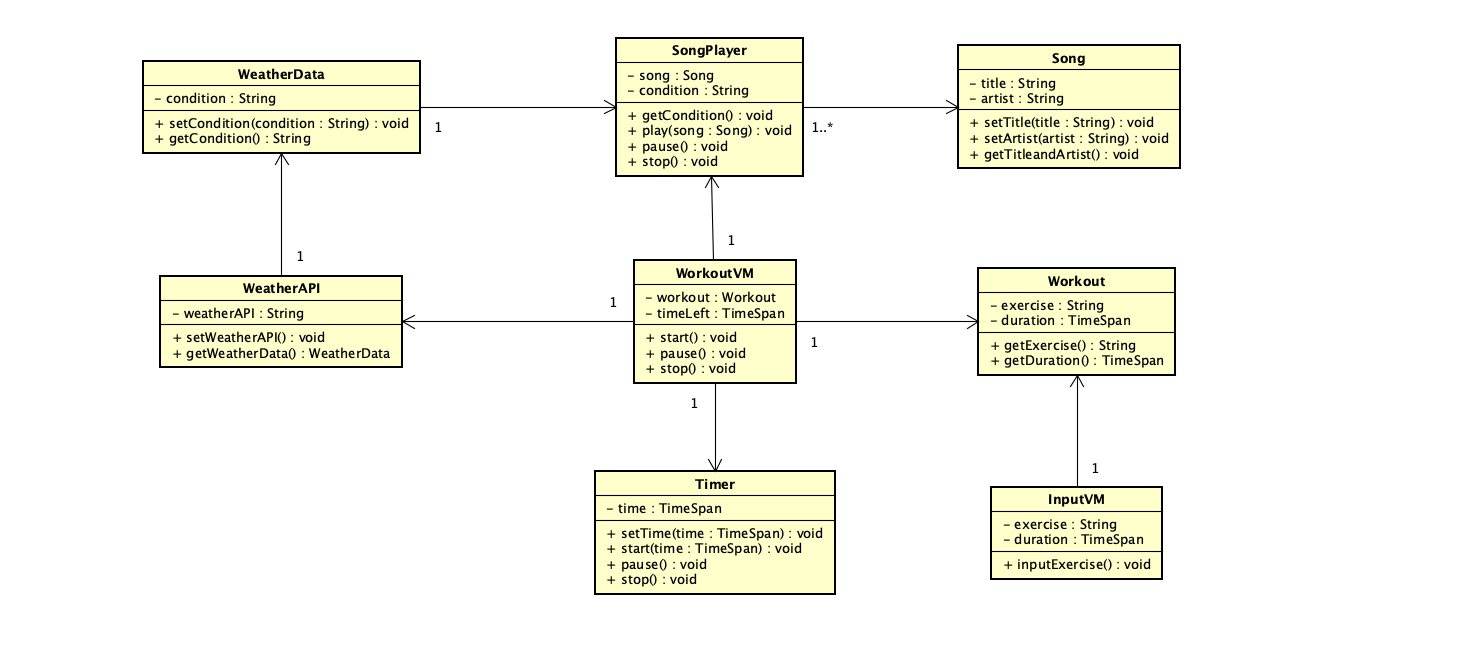 WeatherData
– condition : String
+ setCondition(condition : String) : void
+ getCondition() : String
1
SongPlayer
– song : Song
– condition : String
+ getCondition() : void
+ play(song : Song) : void
+ pause() : void
+ stop() : void
1..*
Song
– title : String
– artist : String
+ setTitle(title : String) : void
+ setArtist(artist : String) : void
+ getTitleandArtist() : void
1
1
WeatherAPI
– weatherAPI : String
+ setWeatherAPI() : void
+ getWeatherData() : WeatherData
1
WorkoutVM
– workout : Workout
– timeLeft : TimeSpan
+ start() : void
+ pause() : void
+ stop() : void
1
1
Workout
– exercise : String
– duration : TimeSpan
+ getExercise() : String
+ getDuration() : TimeSpan
1
Timer
– time : TimeSpan
+ setTime(time : TimeSpan) : void
+ start(time : TimeSpan) : void
+ pause() : void
+ stop() : void
InputVM
– exercise : String
– duration : TimeSpan
+ inputExercise() : void